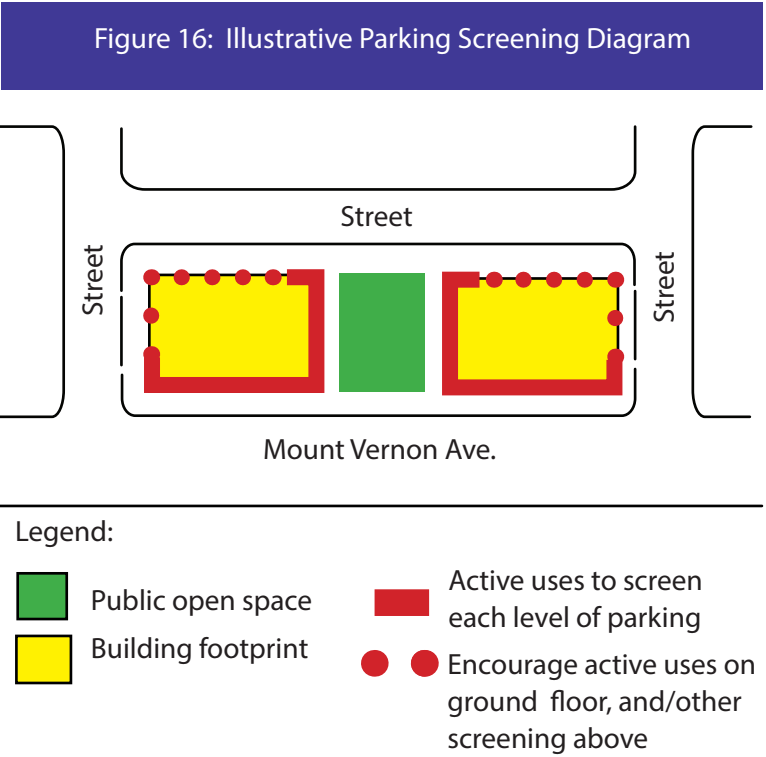 Figure 16: Illustrative Parking Screening Diagram
Street
Street
Street
Mount Vernon Ave.
Legend:
Public open space
Building footprint
Active uses to screen
each level of parking
Encourage active uses on
ground floor, and/other
screening above